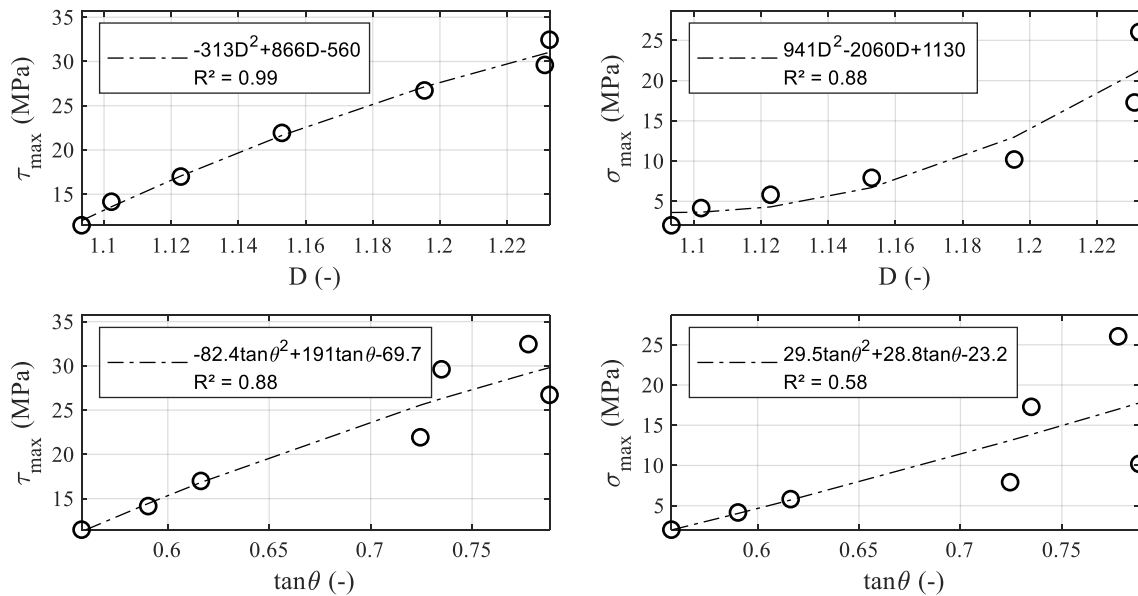 35
30
25
20
15
τmax (MPa)
-313D²+866D-560
R² = 0.99
1.1 1.12 1.14 1.16 1.18 1.2 1.22
D (-)
25
20
15
10
5
σmax (MPa)
941D²-2060D+1130
R² = 0.88
1.1 1.12 1.14 1.16 1.18 1.2 1.22
D (-)
35
30
25
20
15
τmax (MPa)
-82.4tanθ²+191tanθ-69.7
R² = 0.88
0.6 0.65 0.7 0.75
tanθ (-)
25
20
15
10
5
σmax (MPa)
29.5tanθ²+28.8tanθ-23.2
R² = 0.58
0.6 0.65 0.7 0.75
tanθ (-)